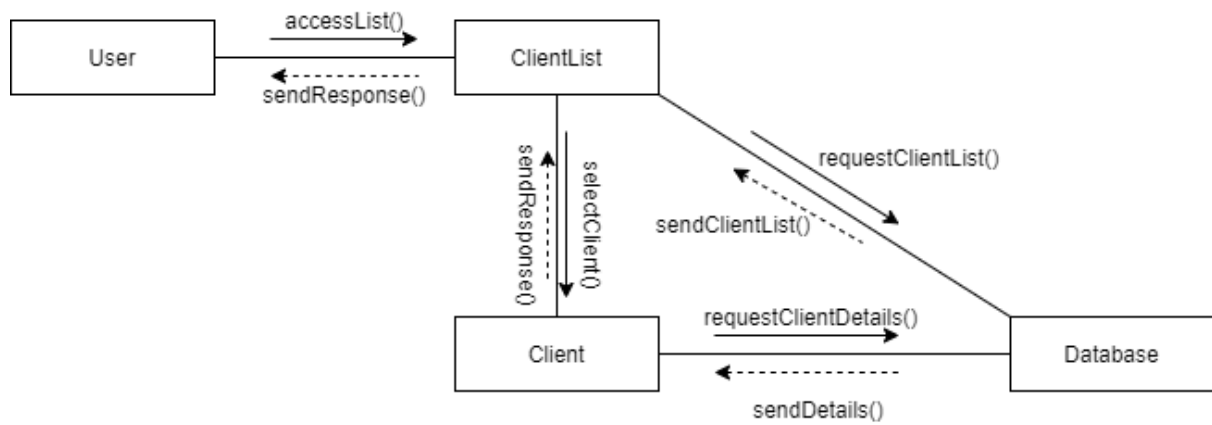 accessList()
User
ClientList
sendResponse()
requestClientList()
sendResponse()
selectClient()
sendClientList()
requestClientDetails()
Client
Database
sendDetails()